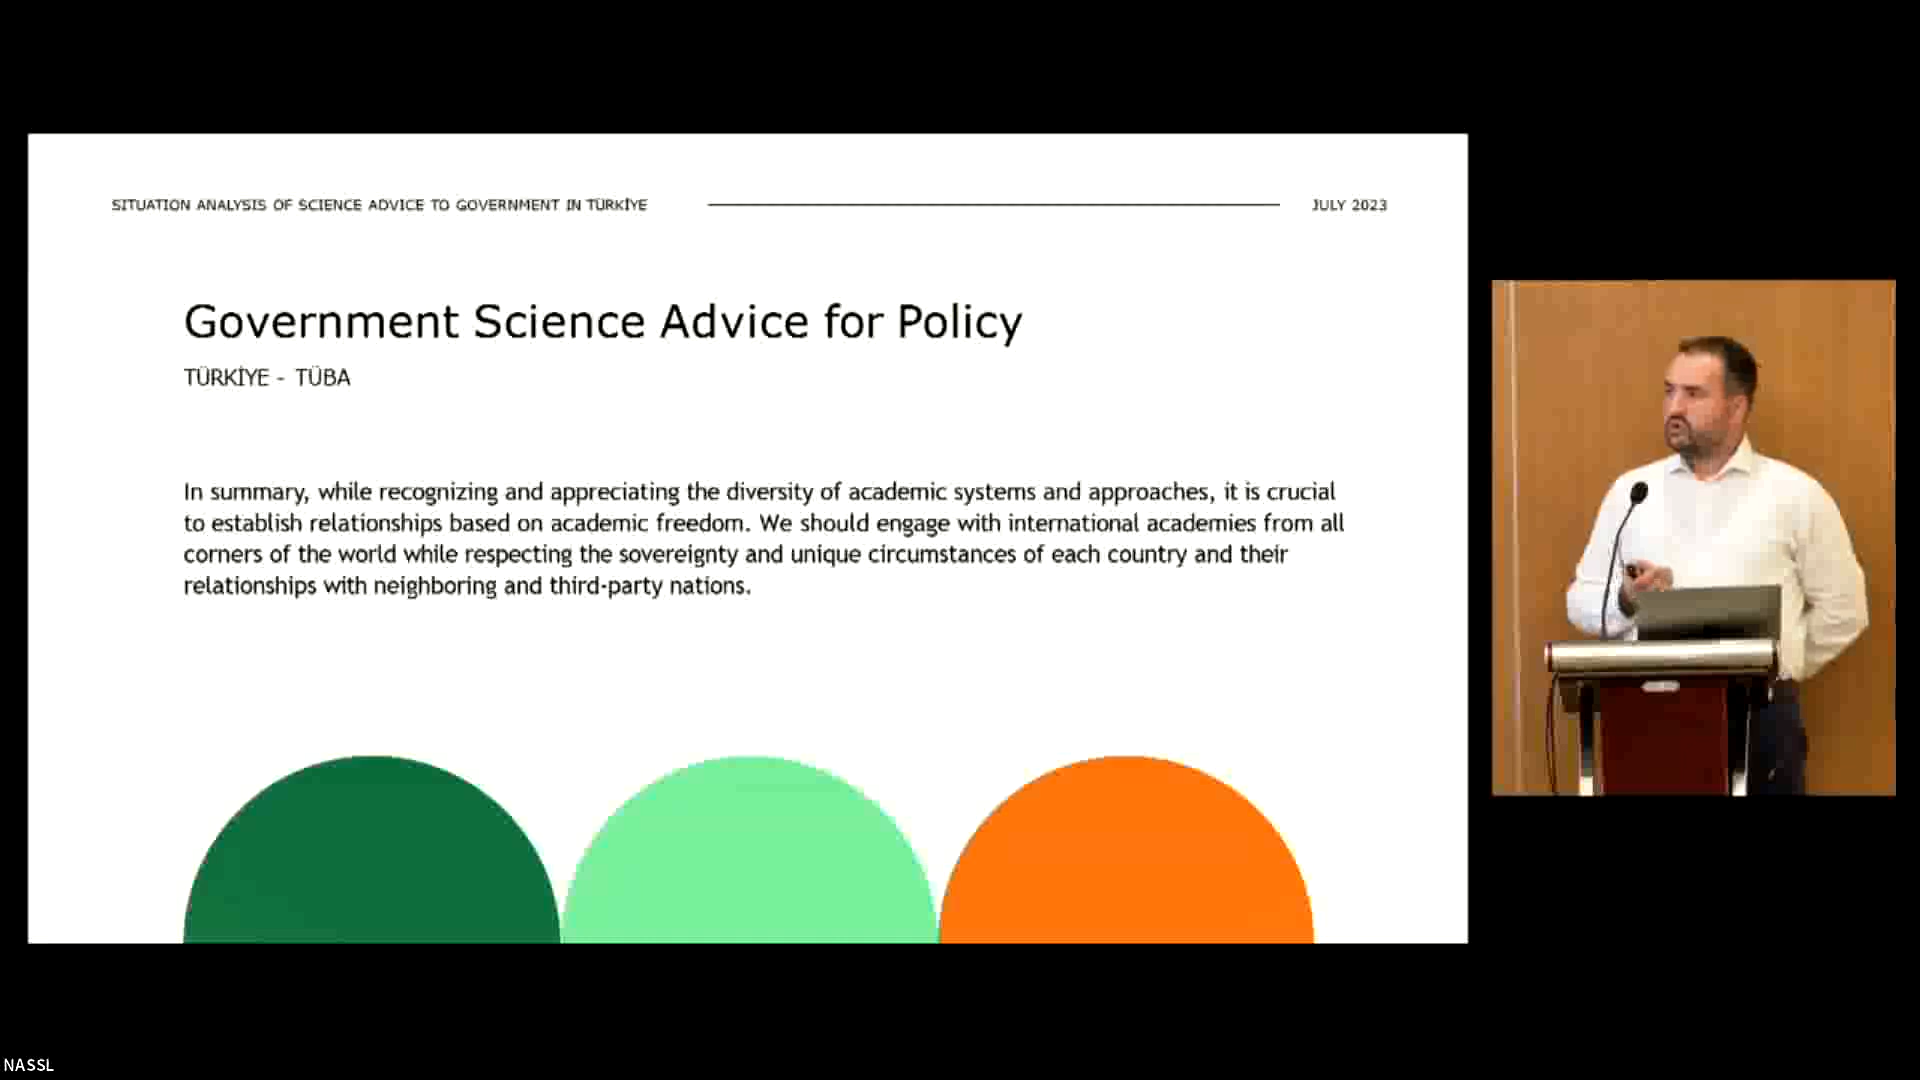 SITUATION ANALYSIS OF SCIENCE ADVICE TO GOVERNMENT IN TÜRKİYE
JULY 2023
Government Science Advice for Policy
TÜRKİYE - TÜBA
In summary, while recognizing and appreciating the diversity of academic systems and approaches, it is crucial
to establish relationships based on academic freedom. We should engage with international academies from all
corners of the world while respecting the sovereignty and unique circumstances of each country and their
relationships with neighboring and third-party nations.
NASSL